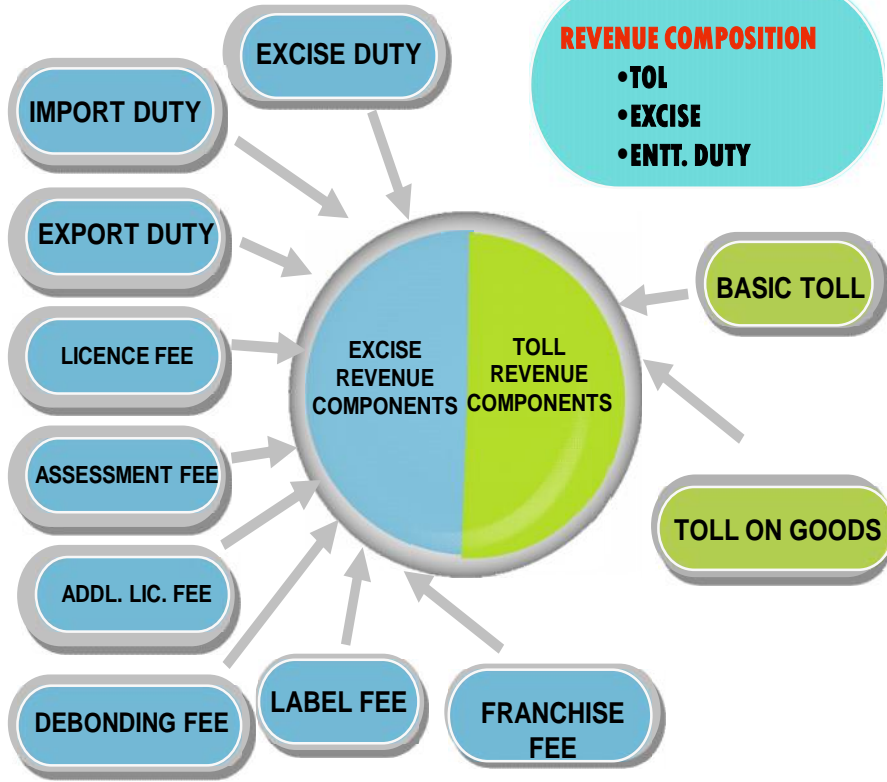 EXCISE DUTY
REVENUE COMPOSITION
•TOL
•EXCISE
•ENTT. DUTY
IMPORT DUTY
EXPORT DUTY
BASIC TOLL
LICENCE FEE
EXCISE
REVENUE
COMPONENTS
TOLL
REVENUE
COMPONENTS
ASSESSMENT FEE
TOLL ON GOODS
ADDL. LIC. FEE
DEBONDING FEE
LABEL FEE
FRANCHISE
FEE